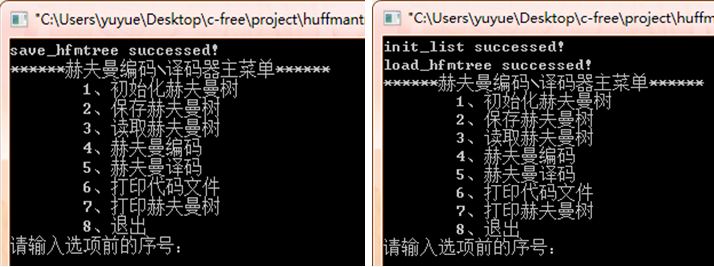 "C:\Users\yuyue\Desktop\c-free\project\huffmant
save_hfmtree successed!
******赫夫曼编码\译码器主菜单******
1、初始化赫夫曼树
2、保存赫夫曼树
3、读取赫夫曼树
4、赫夫曼编码
5、赫夫曼译码
6、打印代码文件
7、打印赫夫曼树
8、退出
请输入选项前的序号:
"C:\Users\yuyue\Desktop\c-free\project\huffm
init_list successed!
load_hfmtree successed!
******赫夫曼编码\译码器主菜单******
1、初始化赫夫曼树
2、保存赫夫曼树
3、读取赫夫曼树
4、赫夫曼编码
5、赫夫曼译码
6、打印代码文件
7、打印赫夫曼树
8、退出
请输入选项前的序号: